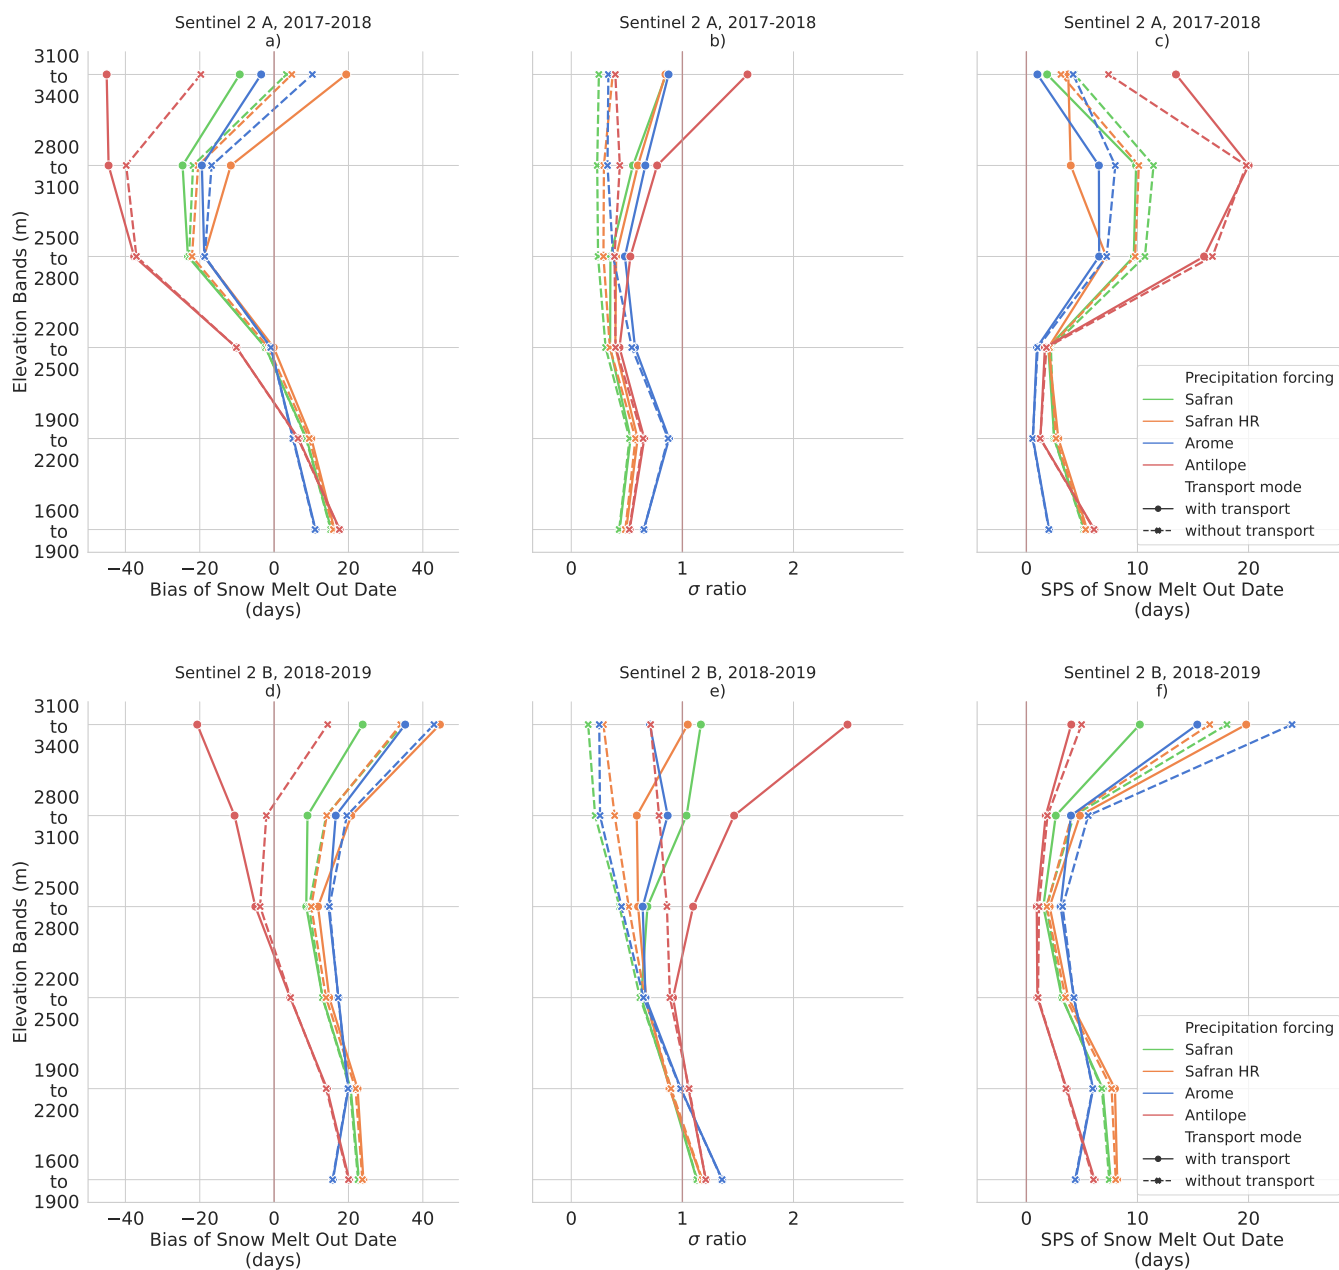 Sentinel 2 A, 2017-2018
a)
Sentinel 2 A, 2017-2018
b)
Sentinel 2 A, 2017-2018
c)
Elevation Bands (m)
3100
to
3400
2800
to
3100
2500
to
2800
2200
to
2500
1900
to
2200
1600
to
1900
−40
−20
0
20
40
Bias of Snow Melt Out Date
(days)
0
1
2
σ ratio
Precipitation forcing
Safran
Safran HR
Arome
Antilope
Transport mode
with transport
without transport
0
10
20
SPS of Snow Melt Out Date
(days)
Sentinel 2 B, 2018-2019
d)
Sentinel 2 B, 2018-2019
e)
Sentinel 2 B, 2018-2019
f)
Elevation Bands (m)
3100
to
3400
2800
to
3100
2500
to
2800
2200
to
2500
1900
to
2200
1600
to
1900
−40
−20
0
20
40
Bias of Snow Melt Out Date
(days)
0
1
2
σ ratio
Precipitation forcing
Safran
Safran HR
Arome
Antilope
Transport mode
with transport
without transport
0
10
20
SPS of Snow Melt Out Date
(days)